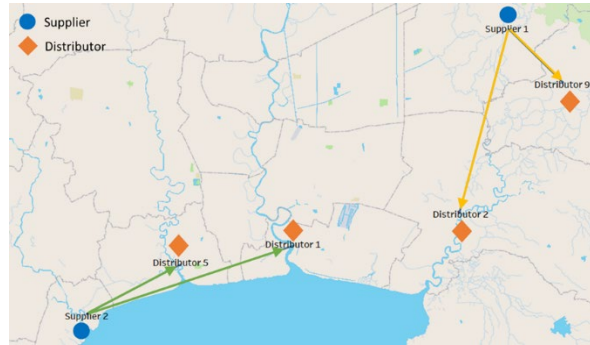 Supplier
Distributor
Supplier 1
Distributor 9
Distributor 2
Distributor 1
Distributor 5
Supplier 2